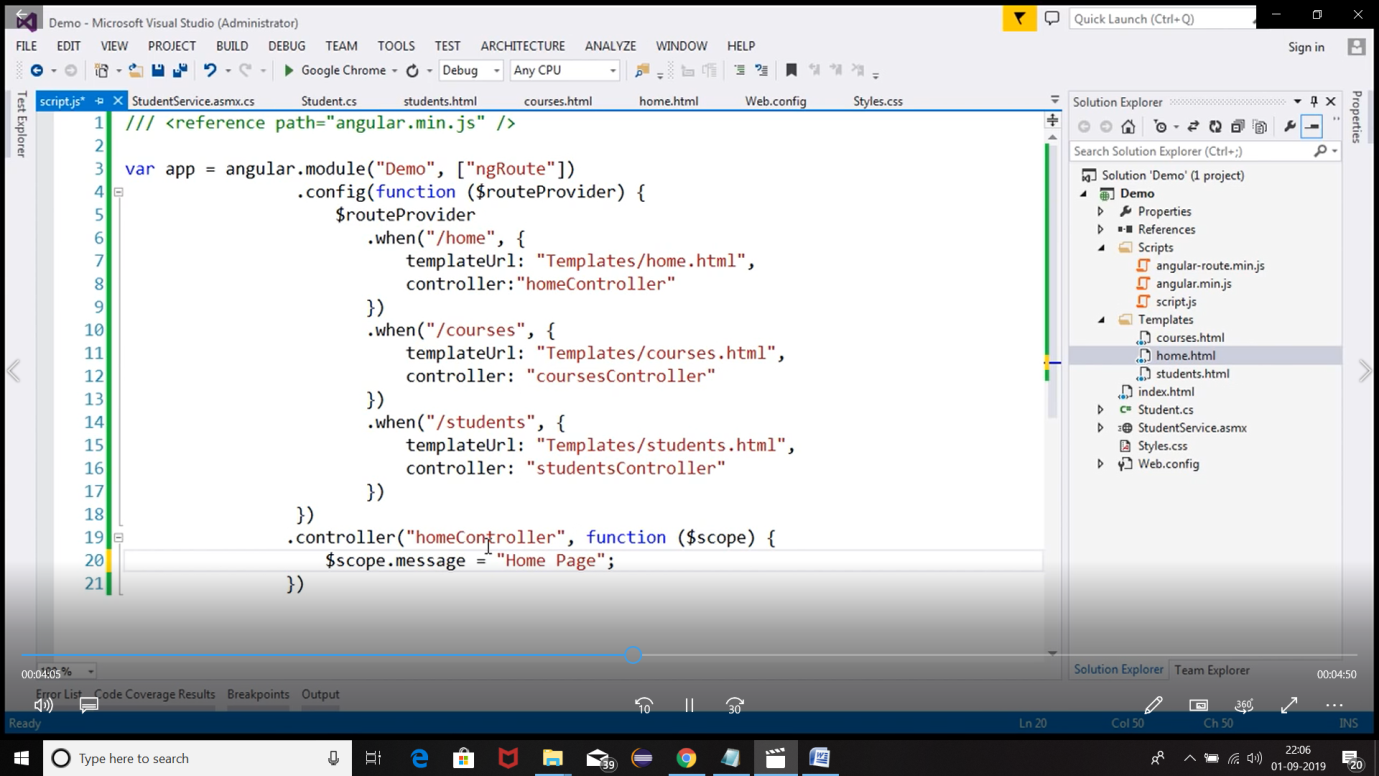 Demo - Microsoft Visual Studio (Administrator)
Quick Launch (Ctrl+Q)
FILE EDIT VIEW PROJECT BUILD DEBUG TEAM TOOLS TEST ARCHITECTURE ANALYZE WINDOW HELP
Sign in
Google Chrome Debug Any CPU
Test Explorer
script.js* StudentService.asmx.cs Student.cs students.html courses.html home.html Web.config Styles.css
1 /// <reference path="angular.min.js" />
2
3 var app = angular.module("Demo", ["ngRoute"])
4 .config(function ($routeProvider) {
5 $routeProvider
6 .when("/home", {
7 templateUrl: "Templates/home.html",
8 controller:"homeController"
9 })
10 .when("/courses", {
11 templateUrl: "Templates/courses.html",
12 controller: "coursesController"
13 })
14 .when("/students", {
15 templateUrl: "Templates/students.html",
16 controller: "studentsController"
17 })
18 })
19 .controller("homeController", function ($scope) {
20 $scope.message = "Home Page";
21 })
Solution Explorer
Search Solution Explorer (Ctrl+;)
Solution 'Demo' (1 project)
Demo
Properties
References
Scripts
angular-route.min.js
angular.min.js
script.js
Templates
courses.html
home.html
students.html
index.html
Student.cs
StudentService.asmx
Styles.css
Web.config
Properties
Solution Explorer Team Explorer
100 %
00:04:05
00:04:50
Error List Code Coverage Results Breakpoints Output
10
30
360
Ready
Ln 20 Col 50 Ch 50 INS
Type here to search
39
22:06
01-09-2019
20